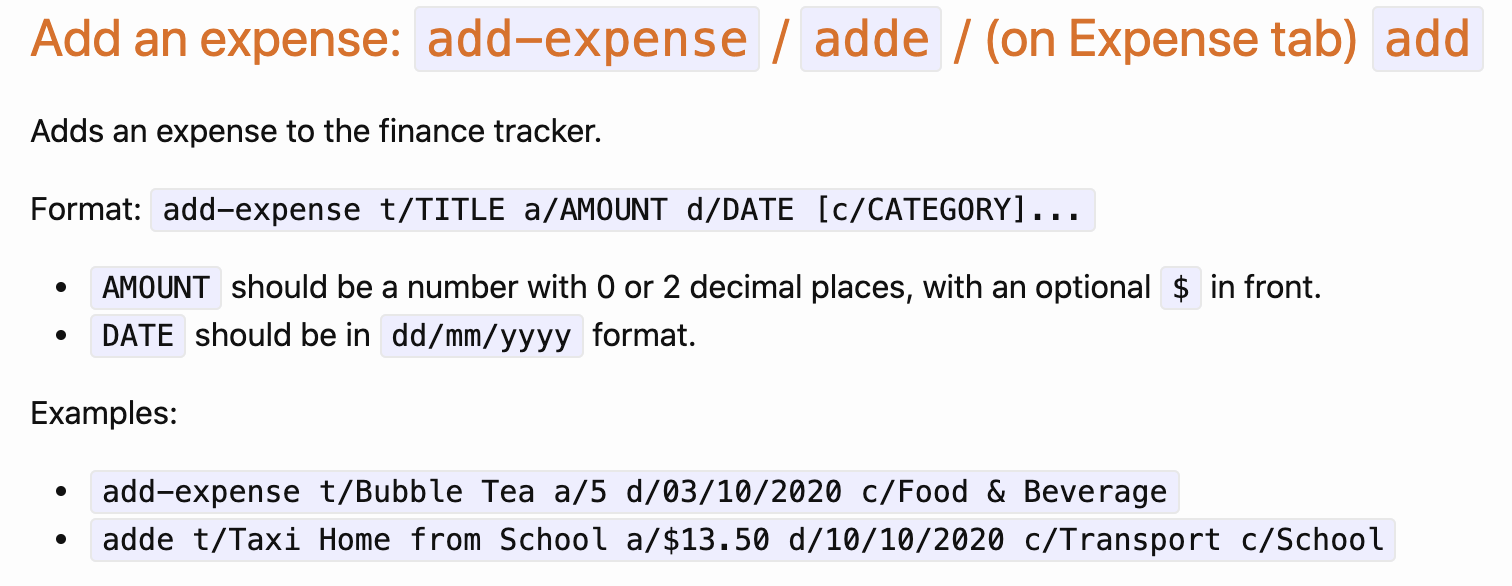 Add an expense: add-expense / adde / (on Expense tab) add
Adds an expense to the finance tracker.
Format: add-expense t/TITLE a/AMOUNT d/DATE [c/CATEGORY]...
• AMOUNT should be a number with 0 or 2 decimal places, with an optional $ in front.
• DATE should be in dd/mm/yyyy format.
Examples:
• add-expense t/Bubble Tea a/5 d/03/10/2020 c/Food & Beverage
• adde t/Taxi Home from School a/$13.50 d/10/10/2020 c/Transport c/School